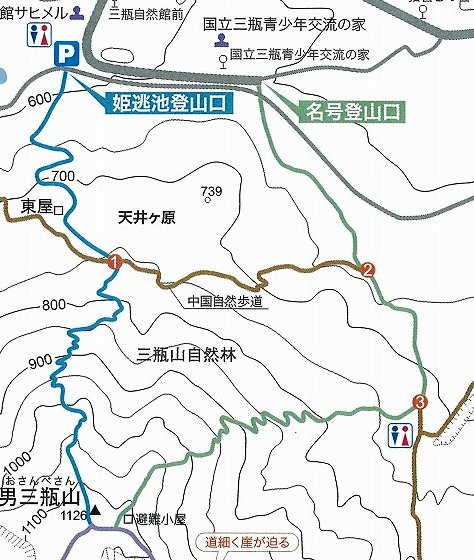 館サヒメル
三瓶自然館前
国立三瓶青少年交流の家
国立三瓶青少年交流の家
P
600
姫逃池登山口
名号登山口
700
739
東屋
天井ヶ原
1
2
中国自然歩道
800
三瓶山自然林
900
3
1000
おさんべさん
男三瓶山
1126
1100
避難小屋
道細く崖が迫る